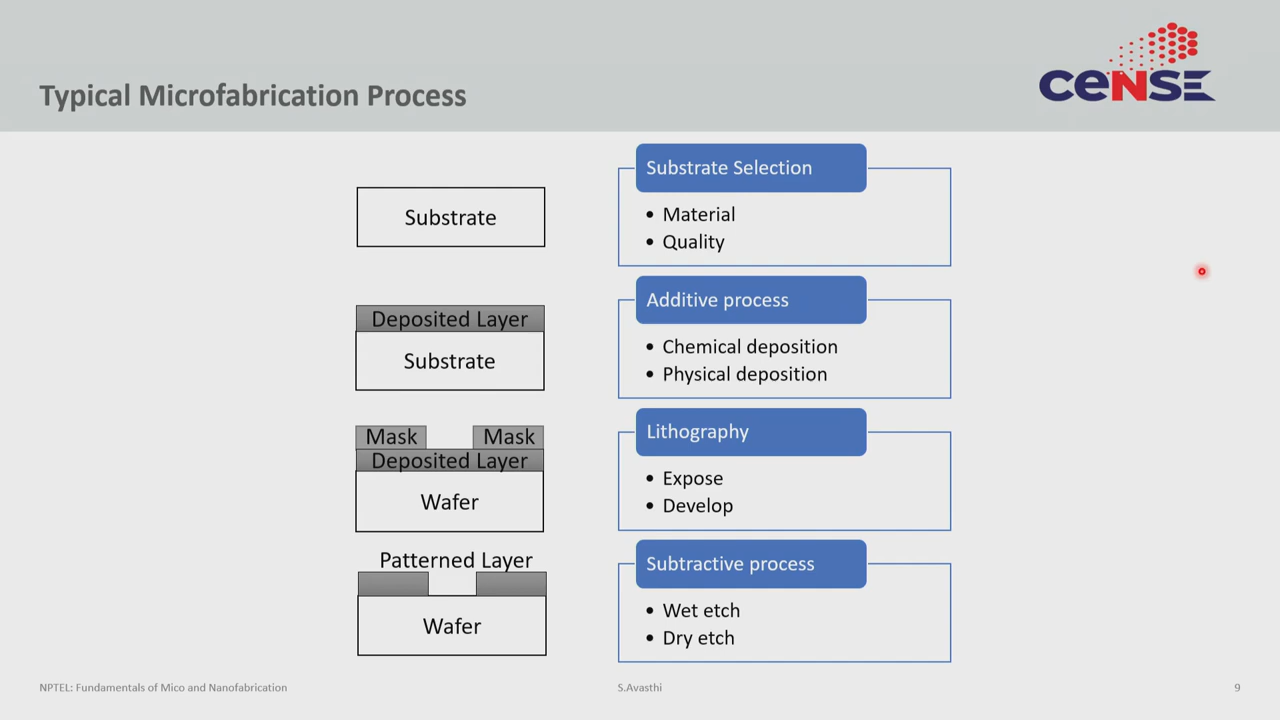 Typical Microfabrication Process
CeNSE
Substrate
Substrate Selection
• Material
• Quality
Deposited Layer
Substrate
Additive process
• Chemical deposition
• Physical deposition
Mask Mask
Deposited Layer
Wafer
Lithography
• Expose
• Develop
Patterned Layer
Wafer
Subtractive process
• Wet etch
• Dry etch
NPTEL: Fundamentals of Mico and Nanofabrication
S.Avasthi
9